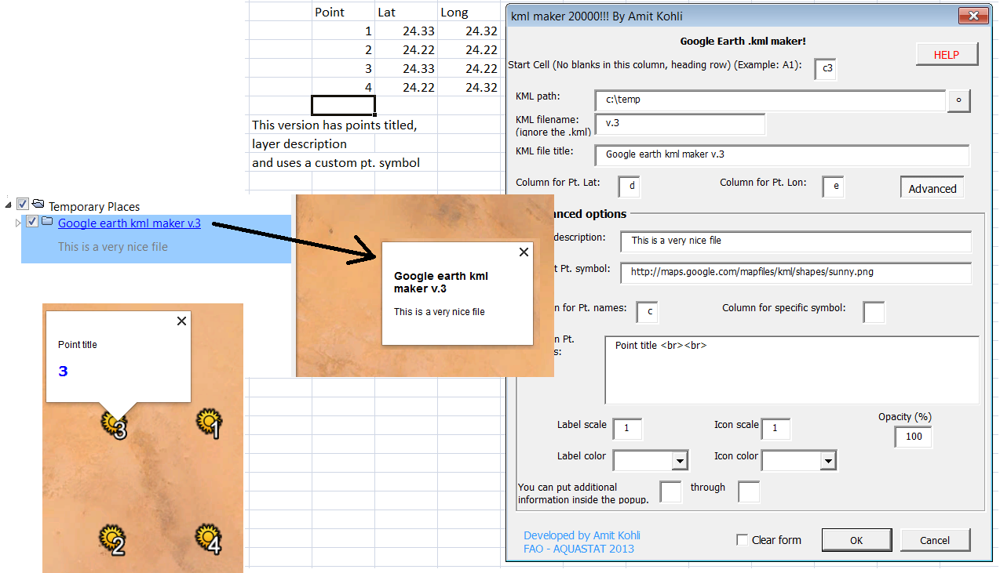 Point Lat Long
1 24.33 24.32
2 24.22 24.22
3 24.33 24.22
4 24.22 24.32
This version has points titled,
layer description
and uses a custom pt. symbol
Temporary Places
Google earth kml maker v.3
This is a very nice file
Google earth kml
maker v.3
This is a very nice file
Point title
3
3
1
2
4
kml maker 20000!!! By Amit Kohli
Google Earth .kml maker!
HELP
Start Cell (No blanks in this column, heading row) (Example: A1): c3
KML path: c:\temp
KML filename:
(ignore the .kml) v.3
KML file title: Google earth kml maker v.3
Column for Pt. Lat: d Column for Pt. Lon: e Advanced
anced options
description: This is a very nice file
t Pt. symbol: http://maps.google.com/mapfiles/kml/shapes/sunny.png
n for Pt. names: c Column for specific symbol:
n Pt.
s: Point title <br><br>
Label scale 1 Icon scale 1 Opacity (%)
100
Label color Icon color
You can put additional
information inside the popup. through
Developed by Amit Kohli
FAO - AQUASTAT 2013
Clear form OK Cancel